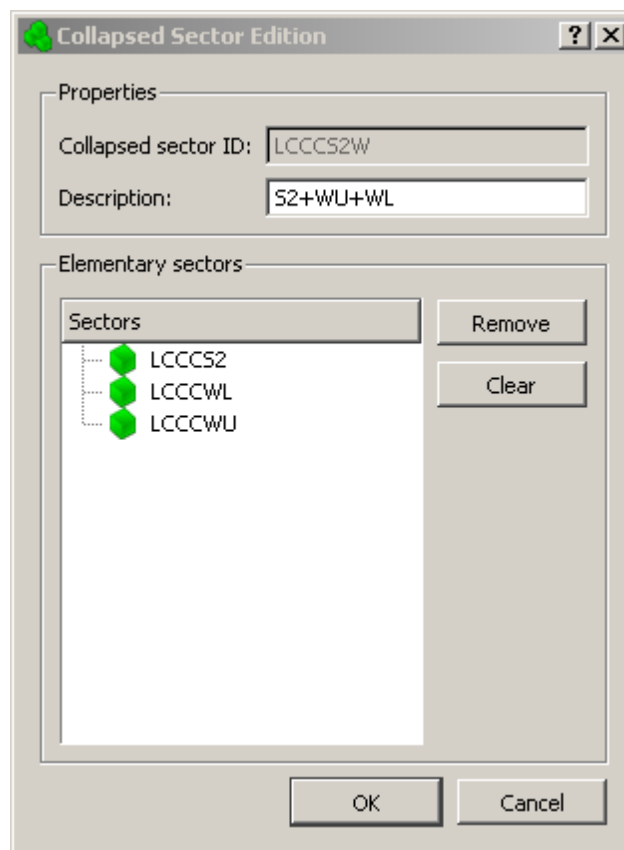 Collapsed Sector Edition
Properties
Collapsed sector ID: LCCCS2W
Description: S2+WU+WL
Elementary sectors
Sectors
Remove
LCCCS2
Clear
LCCCWL
LCCCWU
OK Cancel